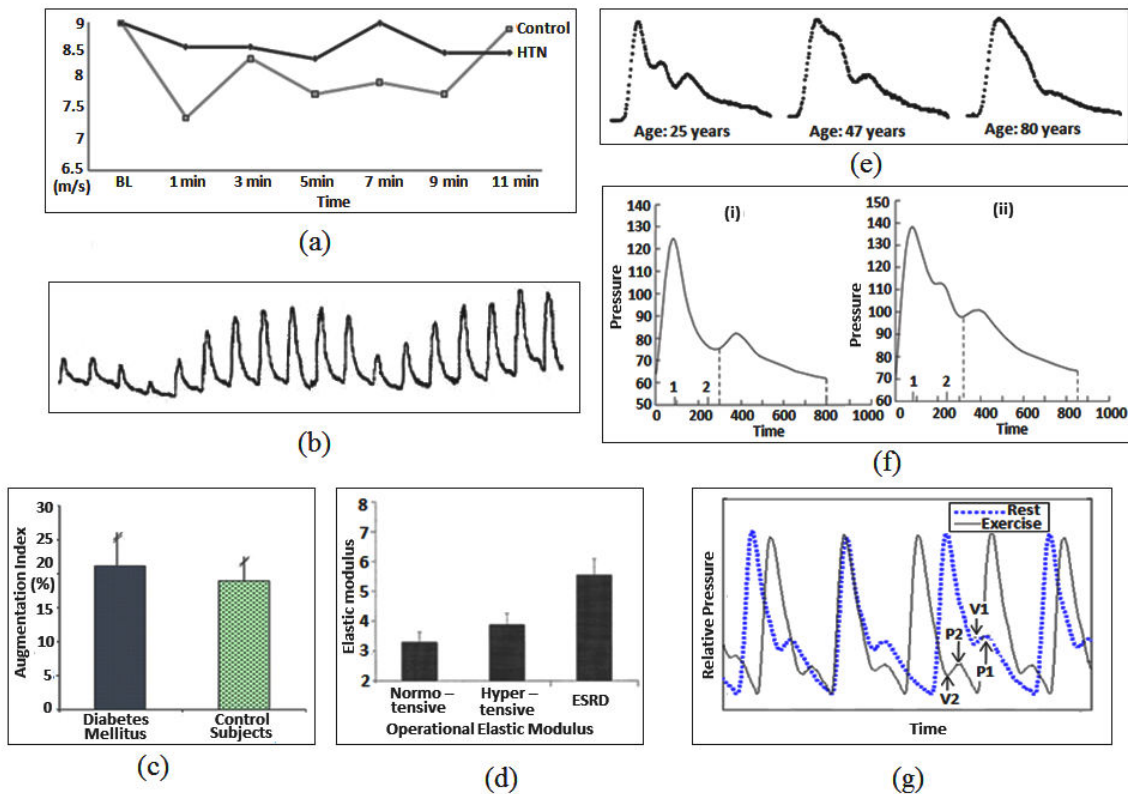 9
8.5
8
7.5
7
6.5
(m/s)
Control
HTN
BL 1 min 3 min 5min 7 min 9 min 11 min
Time
(a)
(b)
Augmentation Index
(%)
30
25
20
15
10
5
0
Diabetes
Mellitus
Control
Subjects
(c)
Elastic modulus
8
7
6
5
4
3
2
Normo –
tensive
Hyper –
tensive
ESRD
Operational Elastic Modulus
(d)
Age: 25 years
Age: 47 years
Age: 80 years
(e)
(i)
Pressure
140
130
120
110
100
90
80
70
60
50
1 2
0 200 400 600 800 1000
Time
(ii)
Pressure
150
140
130
120
110
100
90
80
70
60
1 2
0 200 400 600 800 1000
Time
(f)
Rest
Exercise
Relative Pressure
V1
P2
P1
V2
Time
(g)